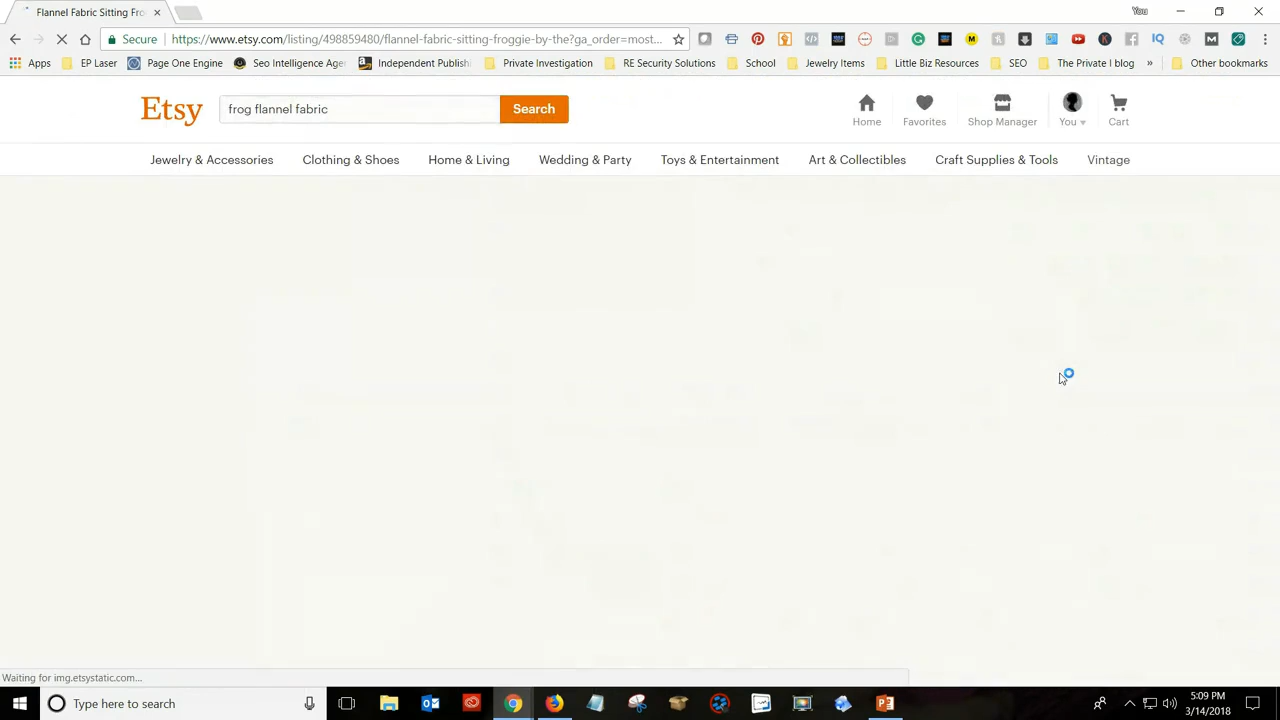 Flannel Fabric Sitting Fro
You
Secure
https://www.etsy.com/listing/498859480/flannel-fabric-sitting-froggie-by-the?ga_order=most...
Apps
EP Laser
Page One Engine
Seo Intelligence Age
Independent Publishi
Private Investigation
RE Security Solutions
School
Jewelry Items
Little Biz Resources
SEO
The Private I blog
»
Other bookmarks
Etsy
frog flannel fabric
Search
Home
Favorites
Shop Manager
You
Cart
Jewelry & Accessories
Clothing & Shoes
Home & Living
Wedding & Party
Toys & Entertainment
Art & Collectibles
Craft Supplies & Tools
Vintage
Waiting for img.etsystatic.com...
Type here to search
5:09 PM
3/14/2018